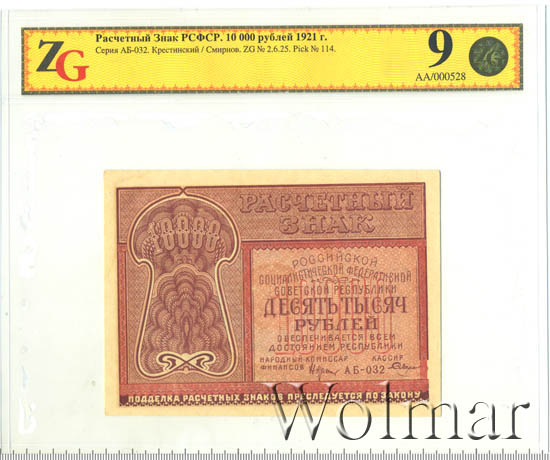 ZG
Расчетный Знак РСФСР. 10 000 рублей 1921 г.
Серия АБ-032. Крестинский / Смирнов. ZG № 2.6.25. Pick № 114.
9
АА/000528
10000
РАСЧЕТНЫЙ
ЗНАК
РОССИЙСКОЙ
СОЦИАЛИСТИЧЕСКОЙ ФЕДЕРАТИВНОЙ
СОВЕТСКОЙ РЕСПУБЛИКИ
ДЕСЯТЬ ТЫСЯЧ
РУБЛЕЙ
ОБЕСПЕЧИВАЕТСЯ ВСЕМ
ДОСТОЯНИЕМ РЕСПУБЛИКИ
НАРОДНЫЙ КОМИССАР КАССИР
ФИНАНСОВ АБ-032
ПОДДЕЛКА РАСЧЕТНЫХ ЗНАКОВ ПРЕСЛЕДУЕТСЯ ПО ЗАКОНУ
Wolmar